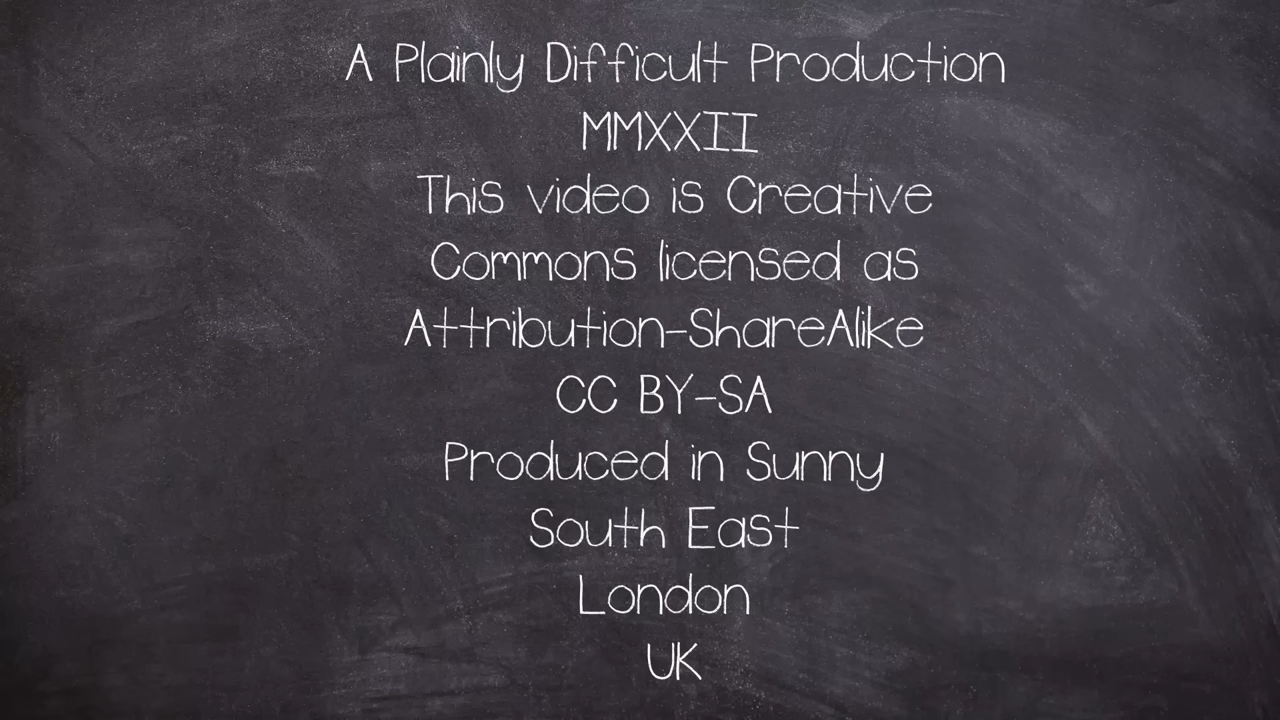 A Plainly Difficult Production
MMXXII
This video is Creative
Commons licensed as
Attribution-ShareAlike
CC BY-SA
Produced in Sunny
South East
London
UK